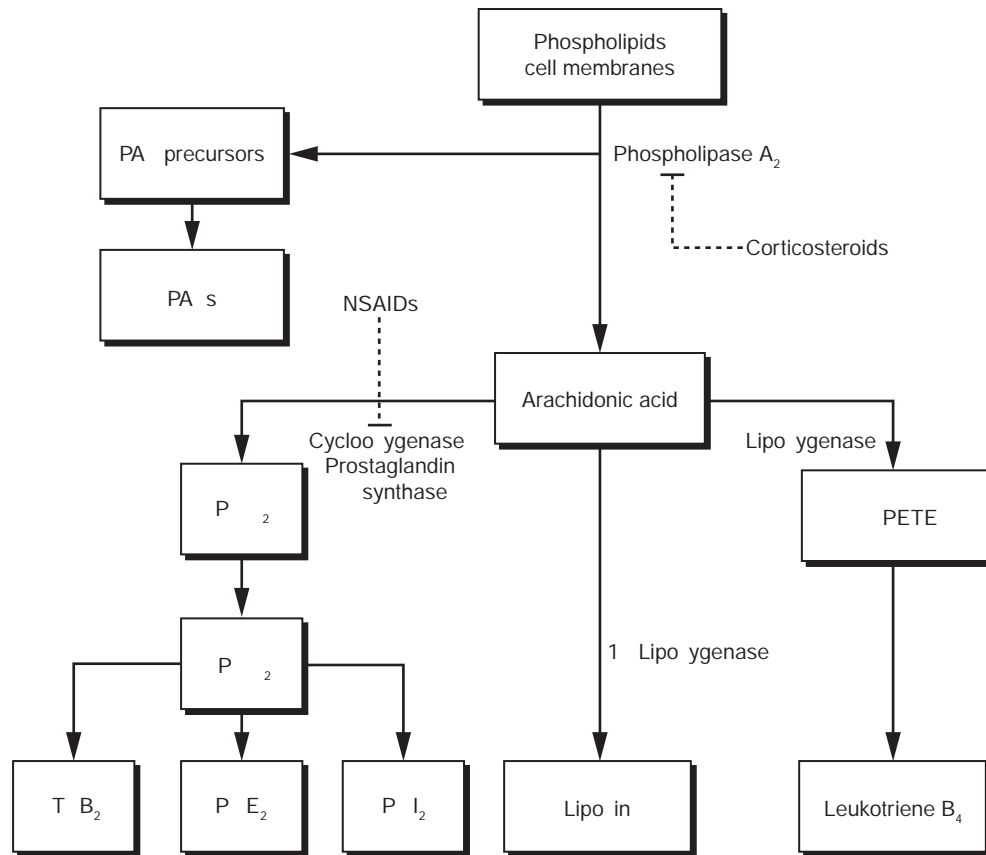 Phospholipids
cell membranes
PA precursors
Phospholipase A₂
Corticosteroids
PA s
NSAIDs
Arachidonic acid
Cycloo ygenase
Prostaglandin
synthase
Lipo ygenase
P ₂
PETE
P ₂
1 Lipo ygenase
T B₂
P E₂
P I₂
Lipo in
Leukotriene B₄